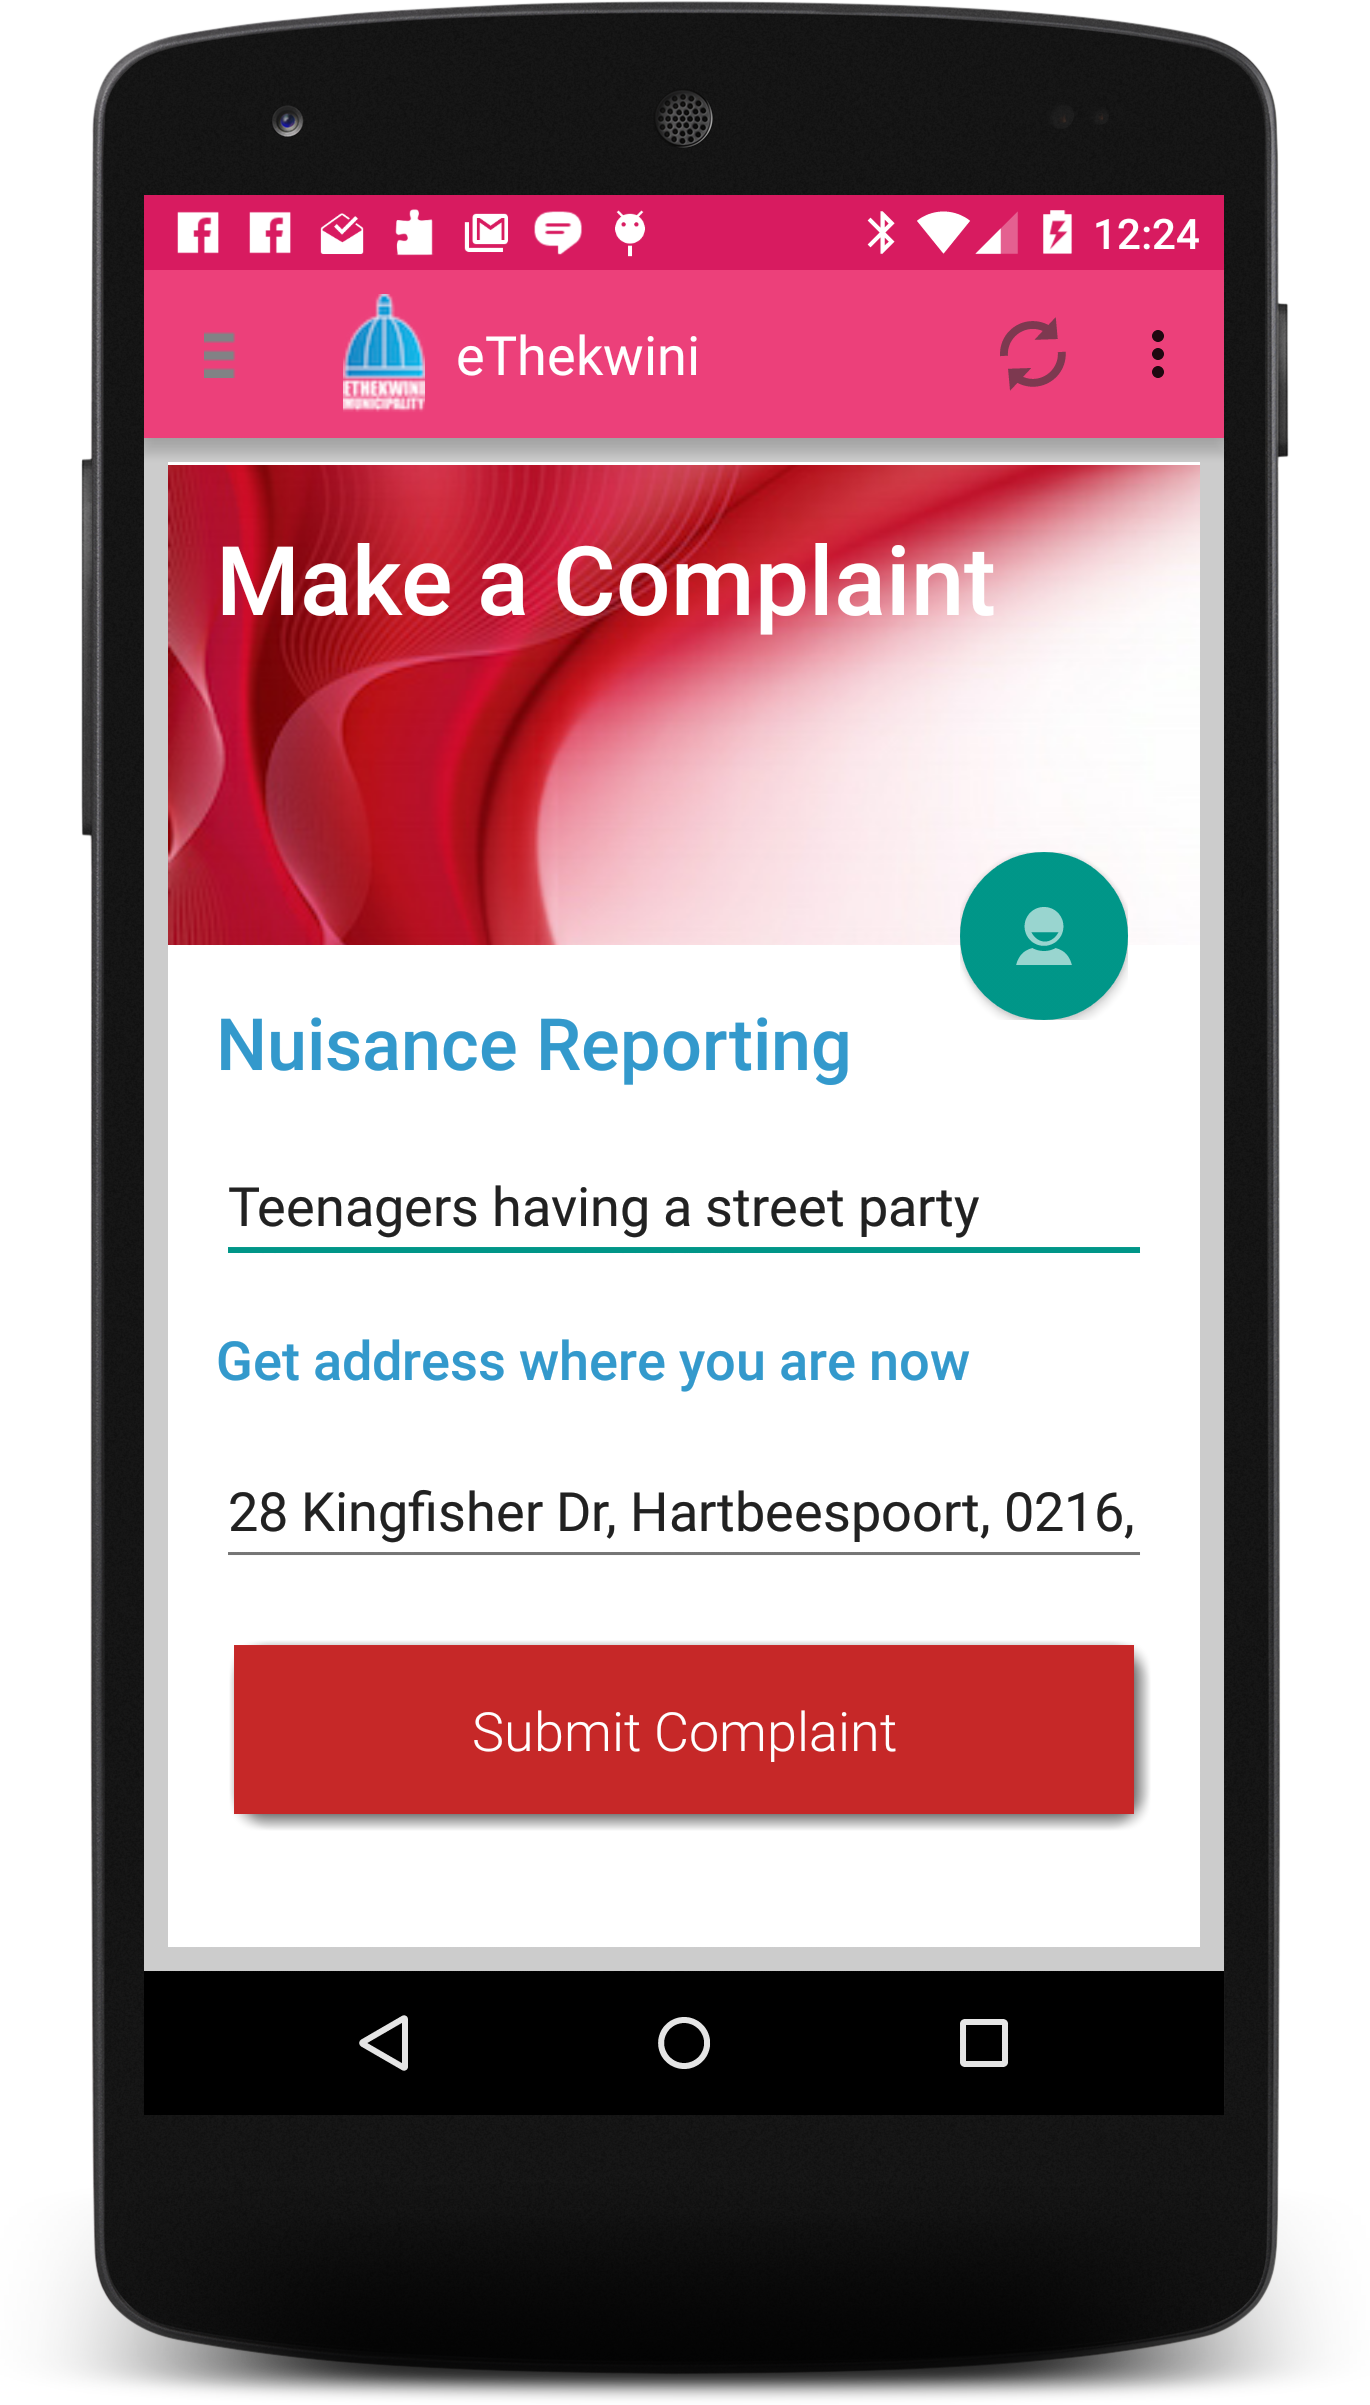 12:24
ETHEKWINI
MUNICIPALITY
eThekwini
Make a Complaint
Nuisance Reporting
Teenagers having a street party
Get address where you are now
28 Kingfisher Dr, Hartbeespoort, 0216,
Submit Complaint